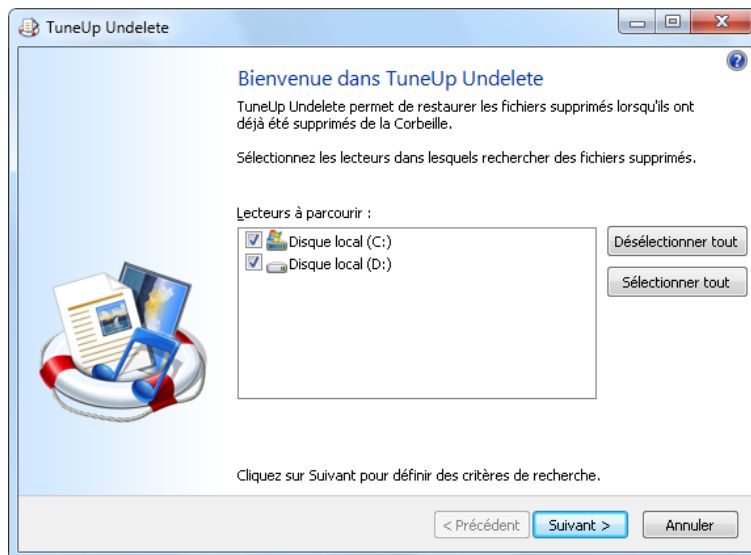 TuneUp Undelete
Bienvenue dans TuneUp Undelete
TuneUp Undelete permet de restaurer les fichiers supprimés lorsqu'ils ont
déjà été supprimés de la Corbeille.
Sélectionnez les lecteurs dans lesquels rechercher des fichiers supprimés.
Lecteurs à parcourir :
Disque local (C:)
Disque local (D:)
Désélectionner tout
Sélectionner tout
Cliquez sur Suivant pour définir des critères de recherche.
< Précédent
Suivant >
Annuler